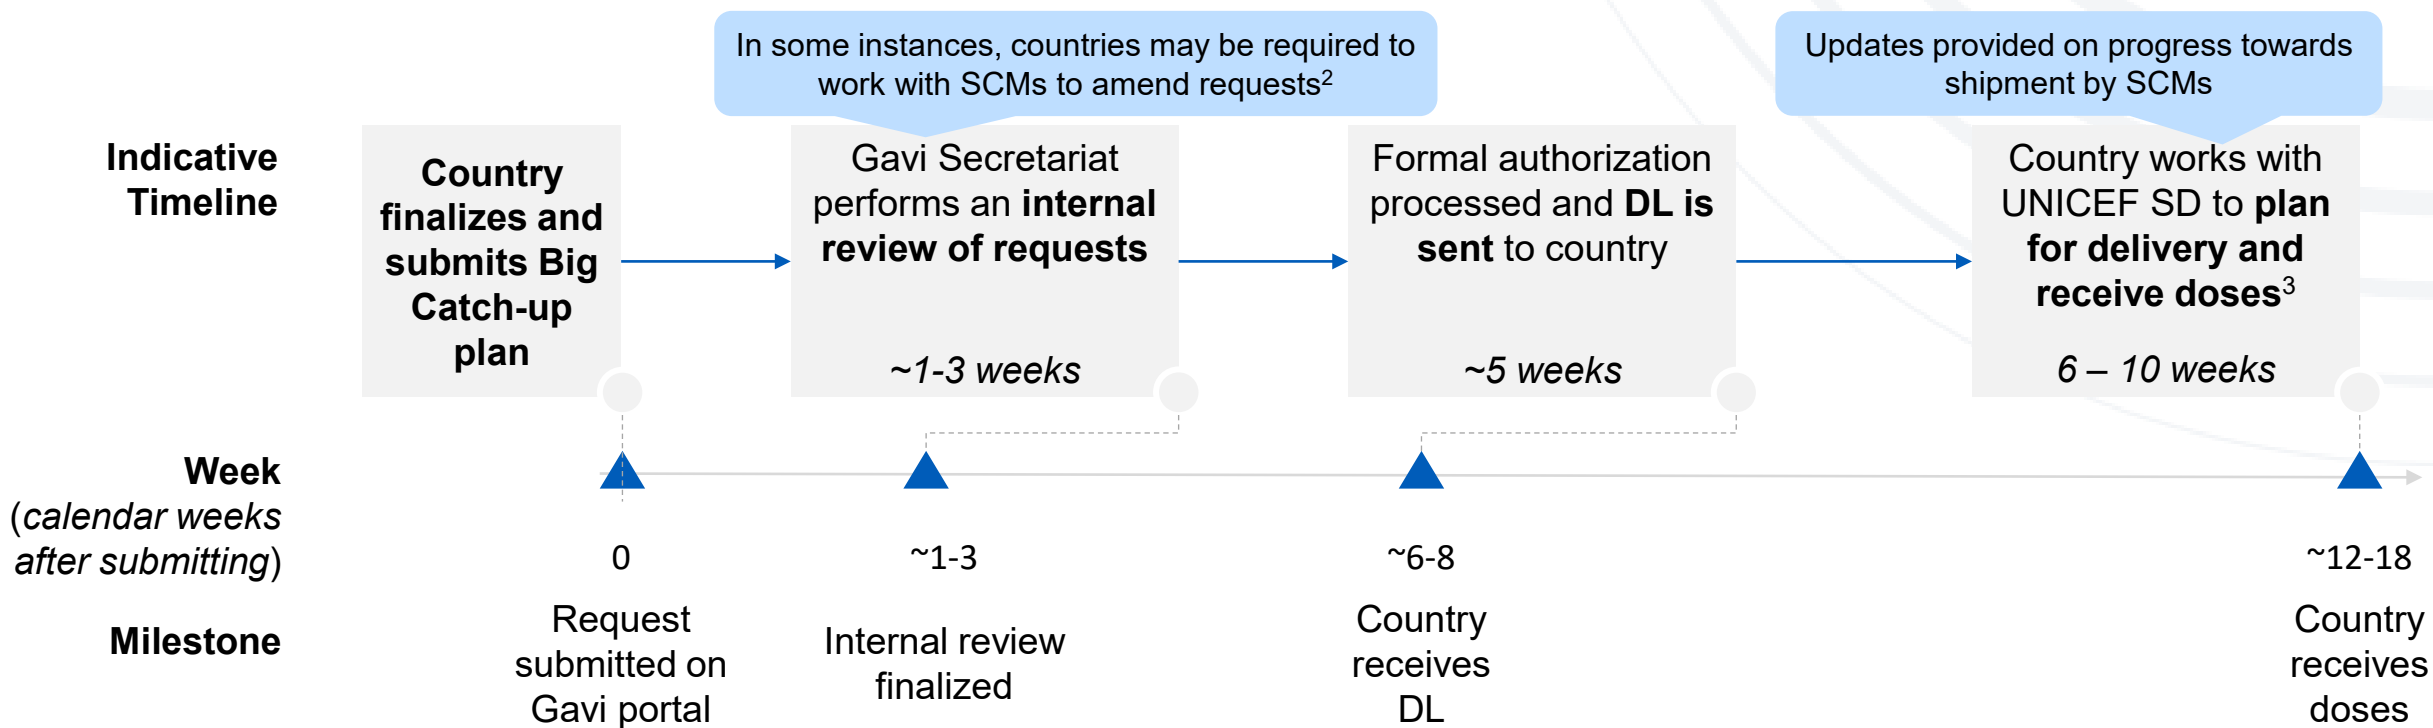 In some instances, countries may be required to
work with SCMs to amend requests²
Updates provided on progress towards
shipment by SCMs
Indicative
Timeline
Country
finalizes and
submits Big
Catch-up
plan
Gavi Secretariat
performs an internal
review of requests
~1-3 weeks
Formal authorization
processed and DL is
sent to country
~5 weeks
Country works with
UNICEF SD to plan
for delivery and
receive doses³
6 – 10 weeks
Week
(calendar weeks
after submitting)
0
~1-3
~6-8
~12-18
Milestone
Request
submitted on
Gavi portal
Internal review
finalized
Country
receives
DL
Country
receives
doses